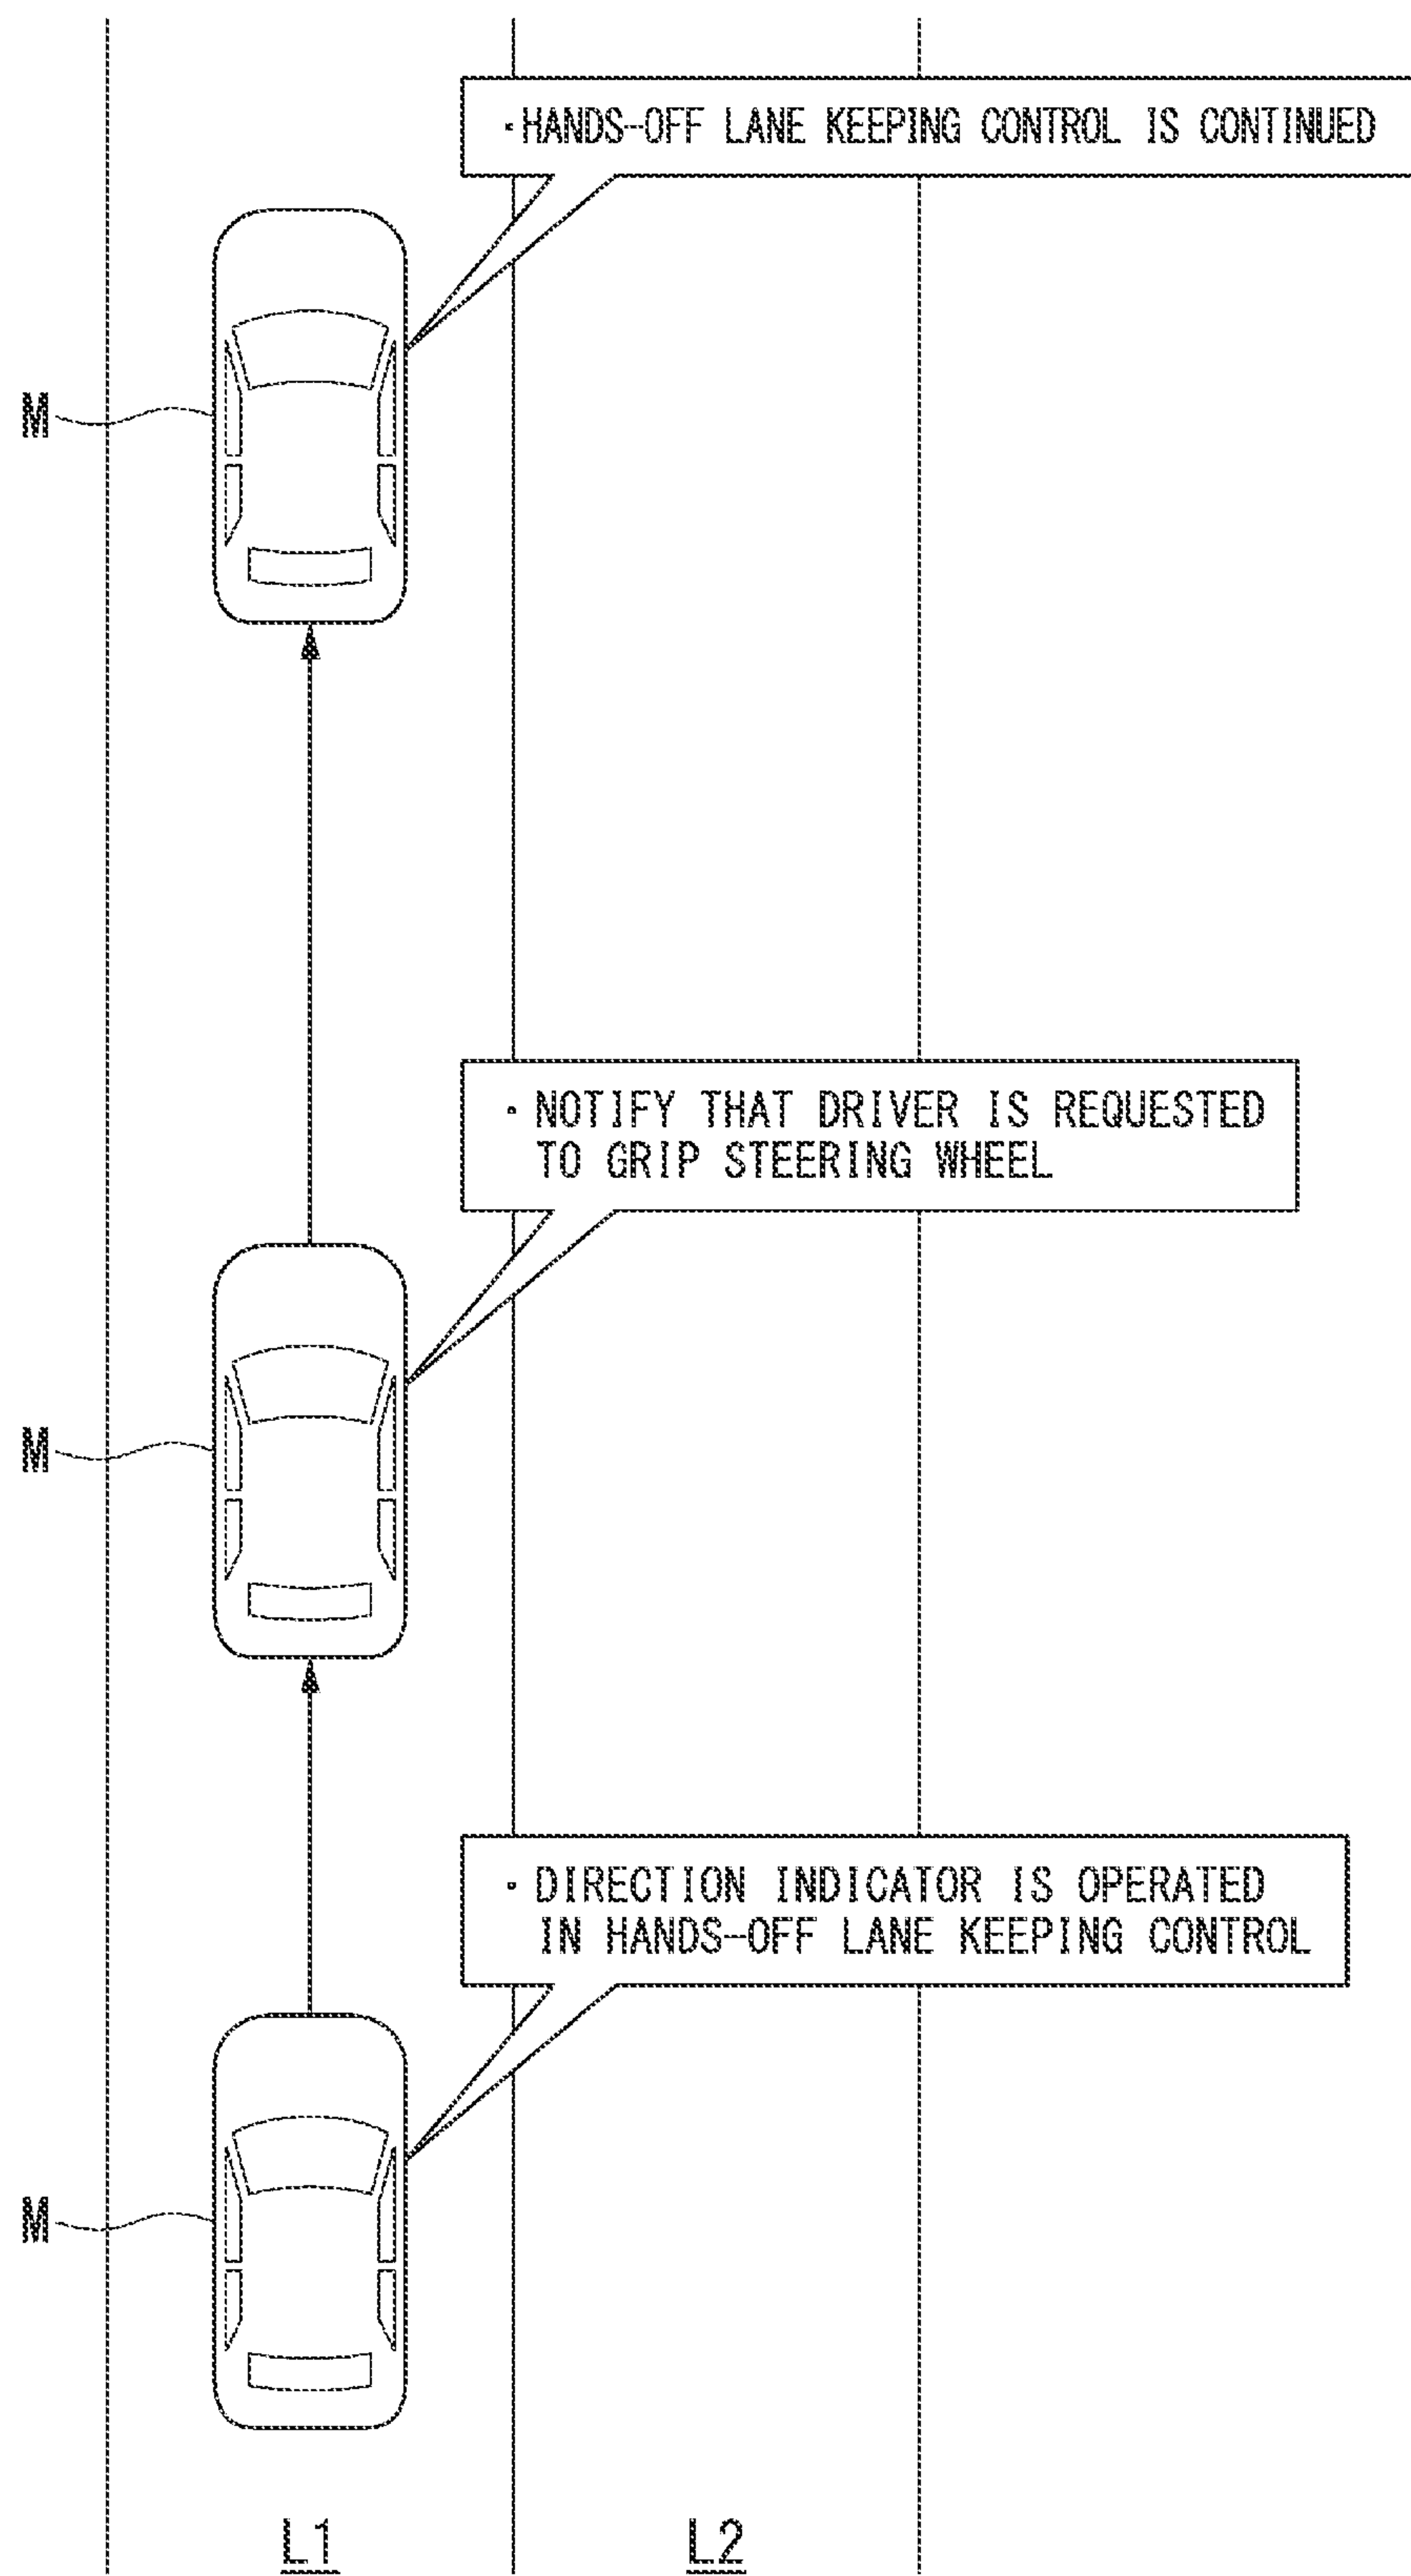 ・HANDS-OFF LANE KEEPING CONTROL IS CONTINUED
M
・NOTIFY THAT DRIVER IS REQUESTED
TO GRIP STEERING WHEEL
M
・DIRECTION INDICATOR IS OPERATED
IN HANDS-OFF LANE KEEPING CONTROL
M
L1 L2